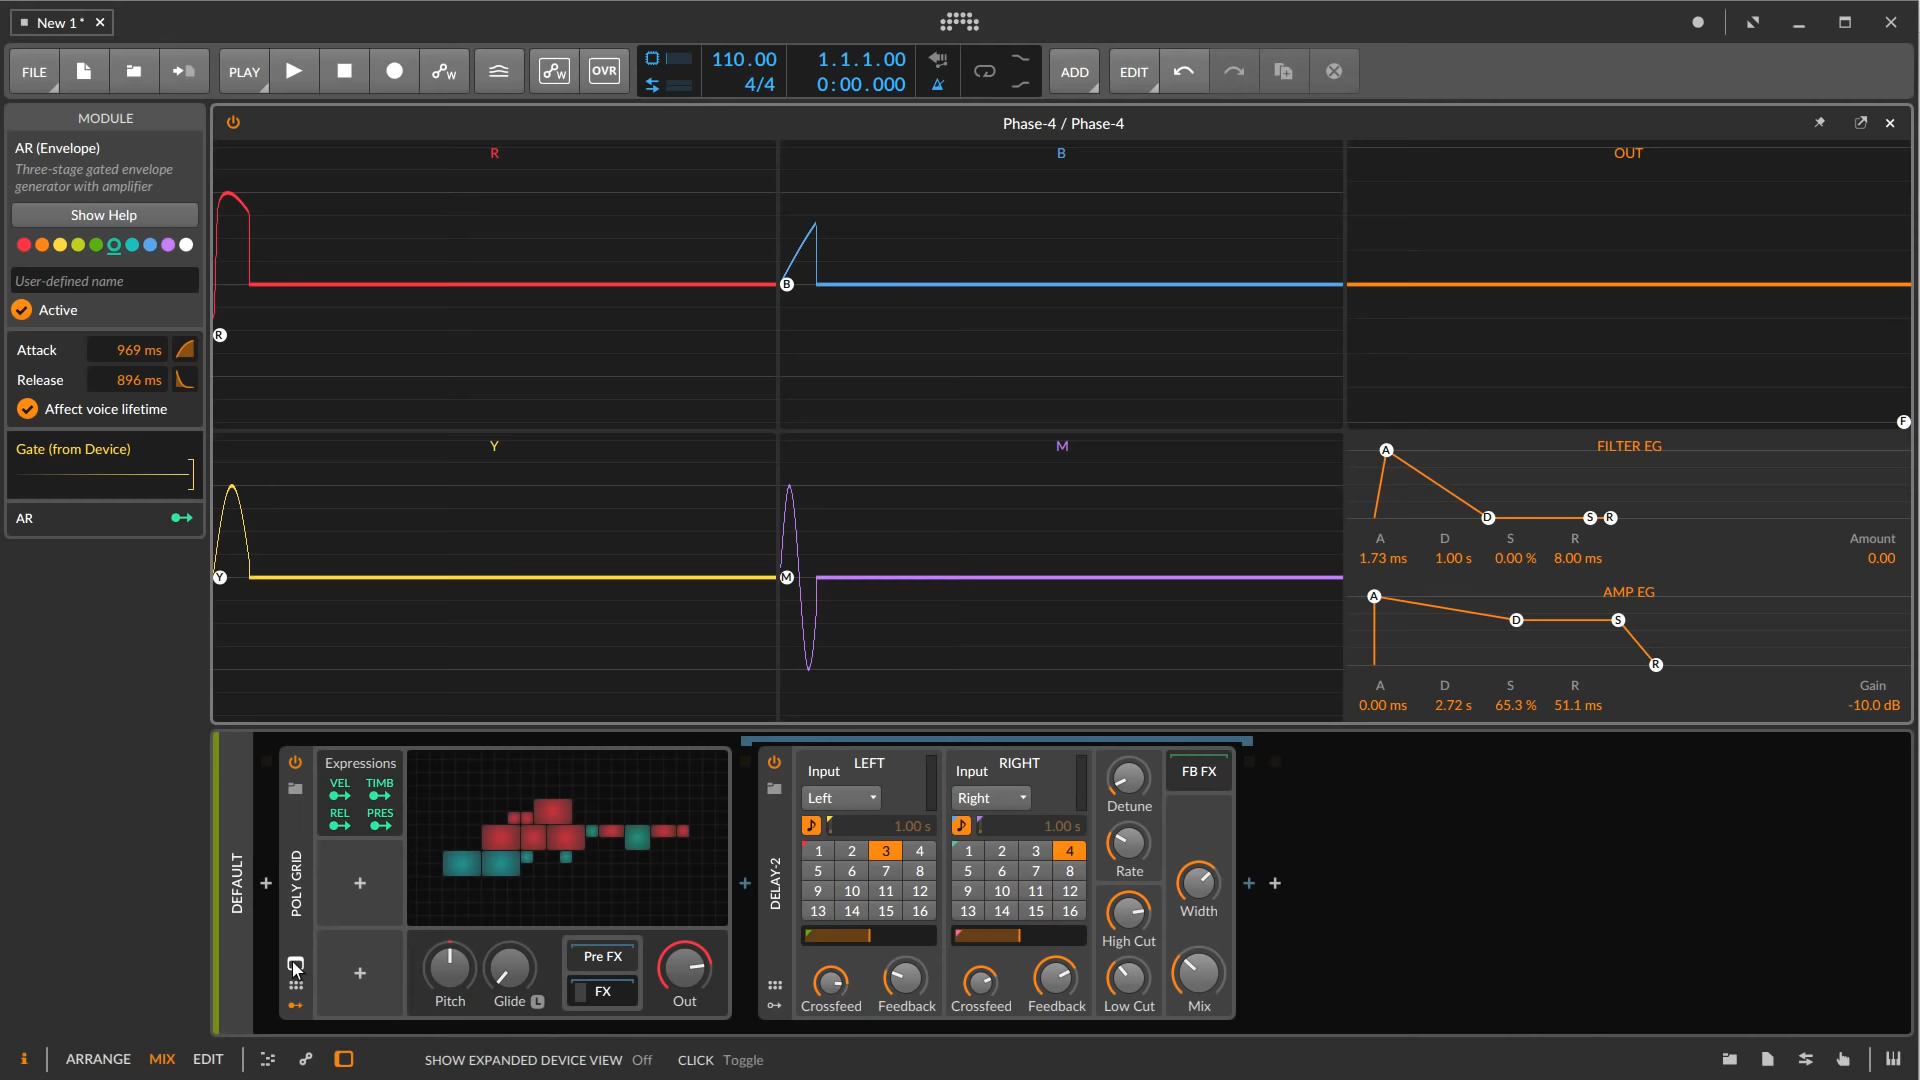 New 1*
FILE
PLAY
OVR
110.00
4/4
1.1.1.00
0:00.000
ADD
EDIT
MODULE
AR (Envelope)
Three-stage gated envelope
generator with amplifier
Show Help
User-defined name
Active
Attack 969 ms
Release 896 ms
Affect voice lifetime
Gate (from Device)
AR
Phase-4 / Phase-4
R
B
OUT
R
B
F
Y
M
Y
M
FILTER EG
A
D
S
R
A D S R Amount
1.73 ms 1.00 s 0.00 % 8.00 ms 0.00
AMP EG
A
D
S
R
A D S R Gain
0.00 ms 2.72 s 65.3 % 51.1 ms -10.0 dB
DEFAULT
POLY GRID
Expressions
VEL TIMB
REL PRES
Pitch
Glide L
Pre FX
FX
Out
DELAY-2
Input LEFT
Left
1.00 s
1 2 3 4
5 6 7 8
9 10 11 12
13 14 15 16
Crossfeed Feedback
Input RIGHT
Right
1.00 s
1 2 3 4
5 6 7 8
9 10 11 12
13 14 15 16
Crossfeed Feedback
Detune
Rate
High Cut
Low Cut
FB FX
Width
Mix
i
ARRANGE MIX EDIT
SHOW EXPANDED DEVICE VIEW Off CLICK Toggle